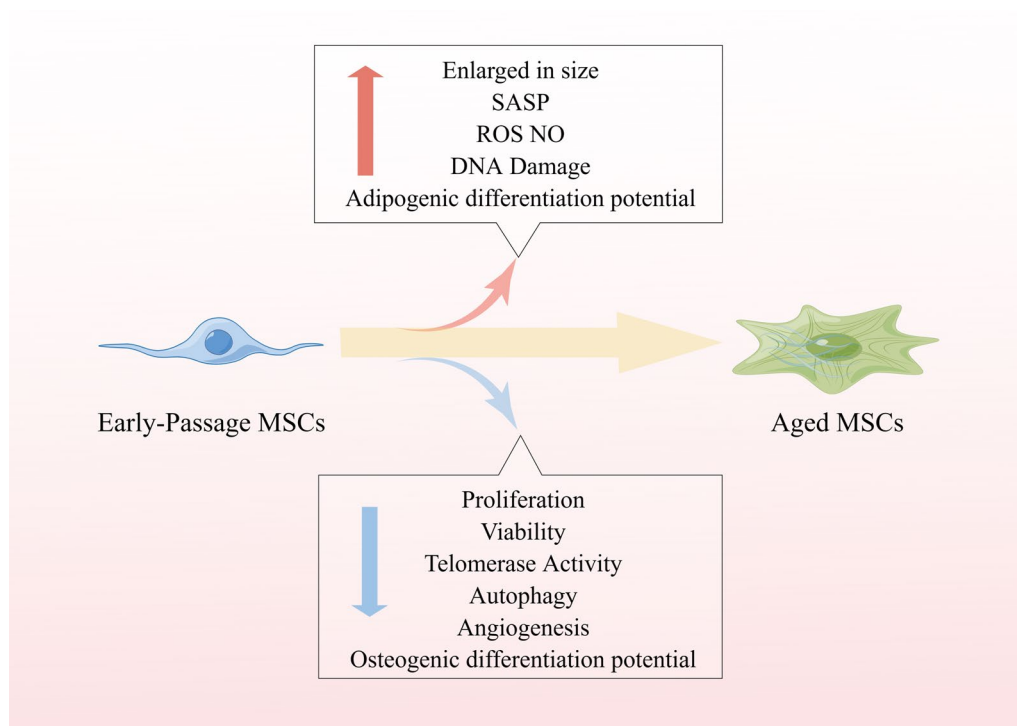 Enlarged in size
SASP
ROS NO
DNA Damage
Adipogenic differentiation potential
Early-Passage MSCs
Aged MSCs
Proliferation
Viability
Telomerase Activity
Autophagy
Angiogenesis
Osteogenic differentiation potential